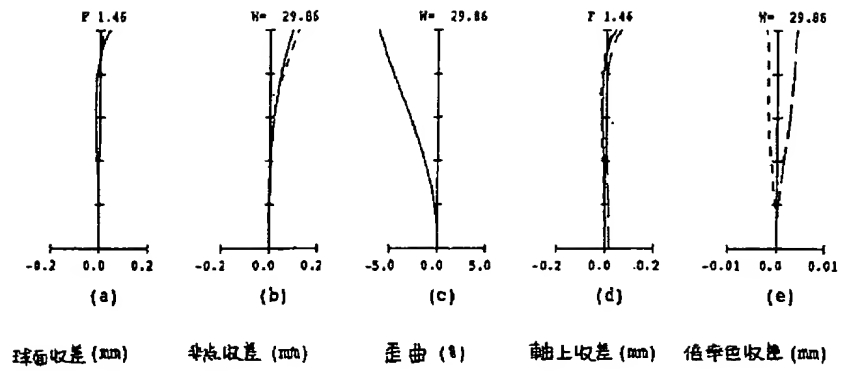 F 1.46 W= 29.86 W= 29.86 F 1.46 W= 29.86
-0.2 0.0 0.2 -0.2 0.0 0.2 -5.0 0.0 5.0 -0.2 0.0 0.2 -0.01 0.0 0.01
(a) (b) (c) (d) (e)
球面収差(mm) 非点収差(mm) 歪曲(%) 軸上収差(mm) 倍率色収差(mm)